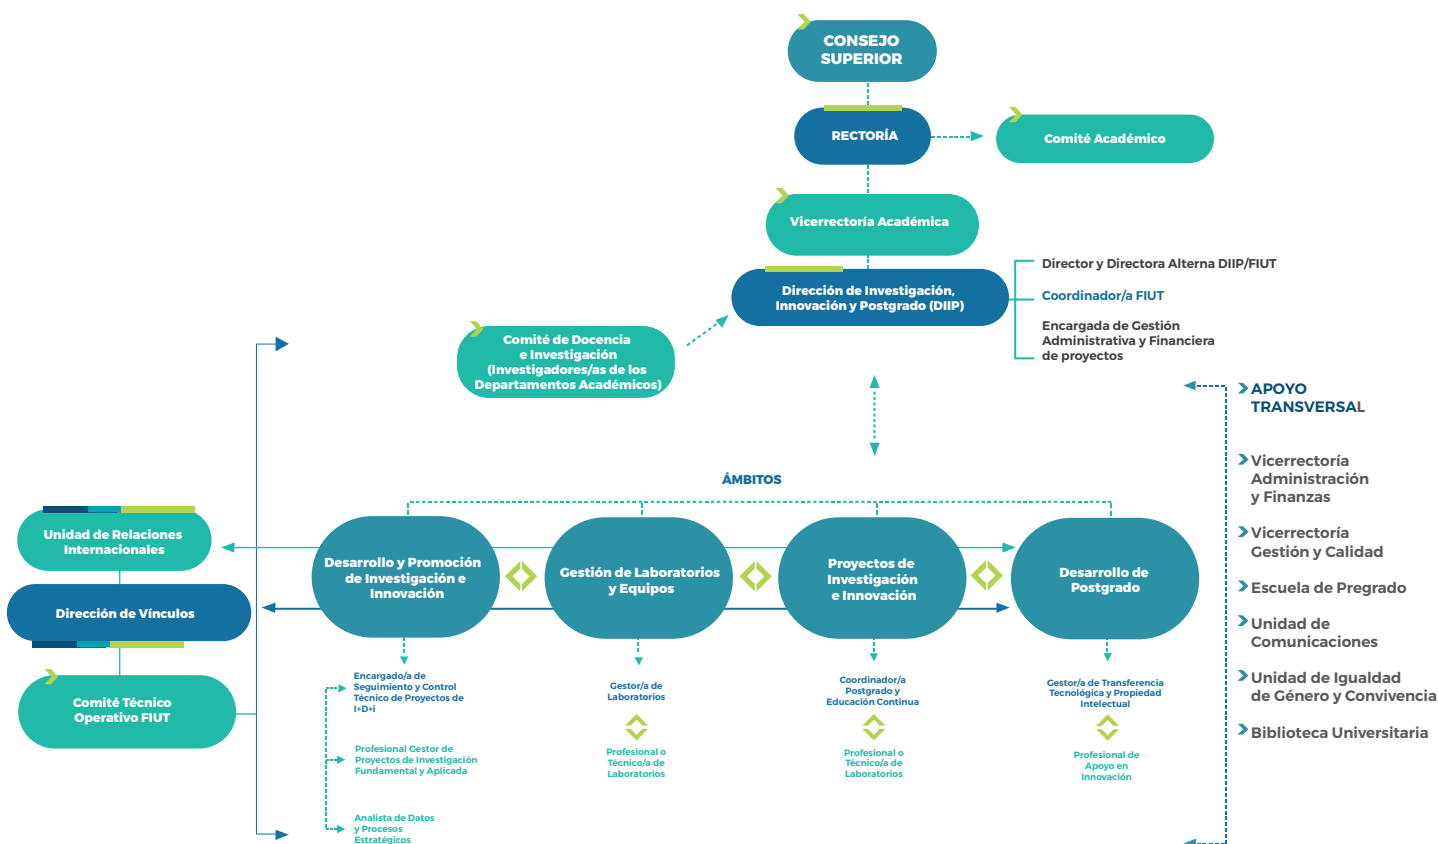 CONSEJO
SUPERIOR
RECTORÍA
Comité Académico
Vicerrectoría Académica
Dirección de Investigación,
Innovación y Postgrado (DIIP)
Director y Directora Alterna DIIP/FIUT
Coordinador/a FIUT
Encargada de Gestión
Administrativa y Financiera
de proyectos
Comité de Docencia
e Investigación
(Investigadores/as de los
Departamentos Académicos)
APOYO
TRANSVERSAL
Vicerrectoría
Administración
y Finanzas
Vicerrectoría
Gestión y Calidad
Escuela de Pregrado
Unidad de
Comunicaciones
Unidad de Igualdad
de Género y Convivencia
Biblioteca Universitaria
ÁMBITOS
Unidad de Relaciones
Internacionales
Dirección de Vínculos
Comité Técnico
Operativo FIUT
Desarrollo y Promoción
de Investigación e
Innovación
Gestión de Laboratorios
y Equipos
Proyectos de
Investigación
e Innovación
Desarrollo de
Postgrado
Encargado/a de
Seguimiento y Control
Técnico de Proyectos de
I+D+i
Profesional Gestor de
Proyectos de Investigación
Fundamental y Aplicada
Analista de Datos
y Procesos
Estratégicos
Gestor/a de
Laboratorios
Profesional o
Técnico/a de
Laboratorios
Coordinador/a
Postgrado y
Educación Continua
Profesional o
Técnico/a de
Laboratorios
Gestor/a de Transferencia
Tecnológica y Propiedad
Intelectual
Profesional de
Apoyo en
Innovación